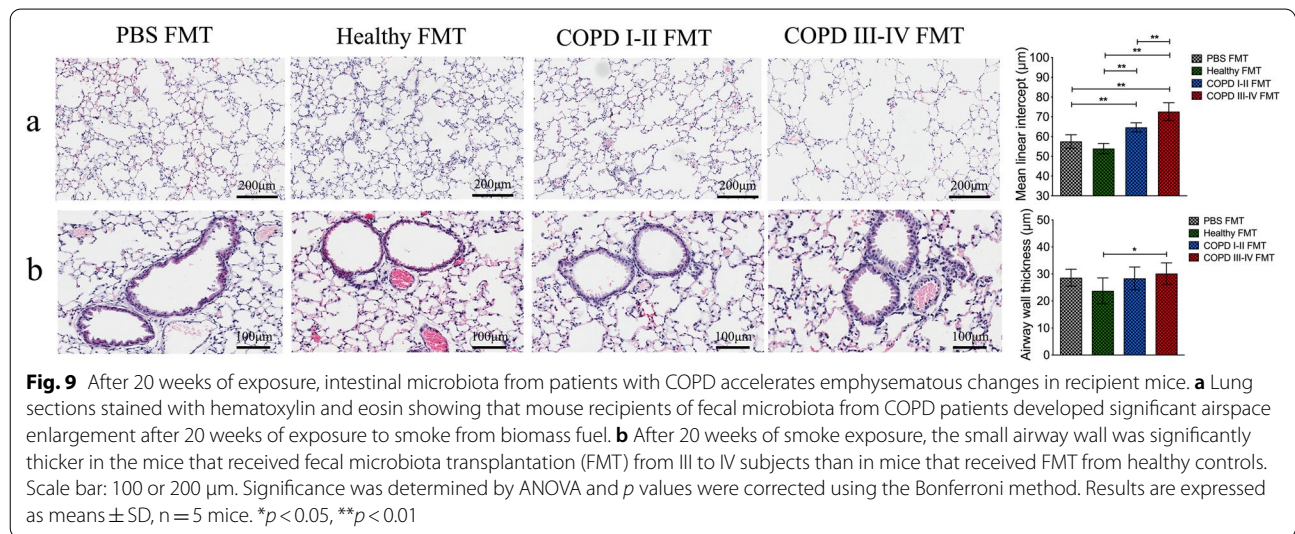 PBS FMT
Healthy FMT
COPD I-II FMT
COPD III-IV FMT
a
200μm
200μm
200μm
200μm
Mean linear intercept (μm)
100
90
80
70
60
50
40
30
**
**
**
**
**
PBS FMT
Healthy FMT
COPD I-II FMT
COPD III-IV FMT
b
100μm
100μm
100μm
100μm
Airway wall thickness (μm)
50
40
30
20
10
0
*
PBS FMT
Healthy FMT
COPD I-II FMT
COPD III-IV FMT
Fig. 9 After 20 weeks of exposure, intestinal microbiota from patients with COPD accelerates emphysematous changes in recipient mice. a Lung
sections stained with hematoxylin and eosin showing that mouse recipients of fecal microbiota from COPD patients developed significant airspace
enlargement after 20 weeks of exposure to smoke from biomass fuel. b After 20 weeks of smoke exposure, the small airway wall was significantly
thicker in the mice that received fecal microbiota transplantation (FMT) from III to IV subjects than in mice that received FMT from healthy controls.
Scale bar: 100 or 200 μm. Significance was determined by ANOVA and p values were corrected using the Bonferroni method. Results are expressed
as means ± SD, n = 5 mice. *p < 0.05, **p < 0.01